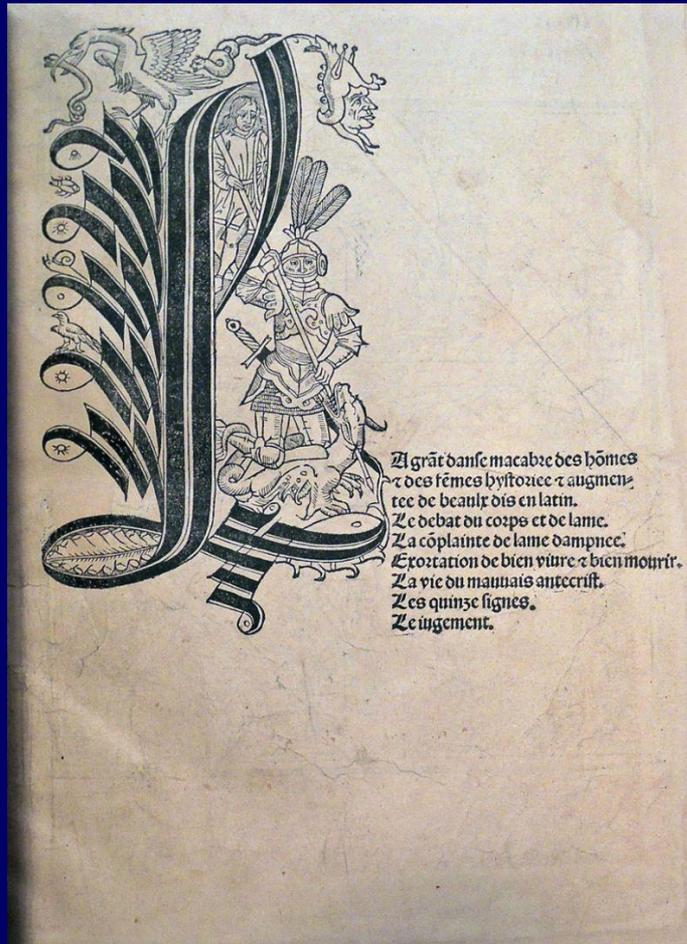 L
A grãt danse macabre des hõmes
⁊ des fẽmes hystoriee ⁊ augmen⸗
tee de beaulx dis en latin.
Le debat du corps et de lame.
La cõplainte de lame dampnee.
Exortation de bien viure ⁊ bien mourir.
La vie du mauuais antecrist.
Les quinze signes.
Le iugement.